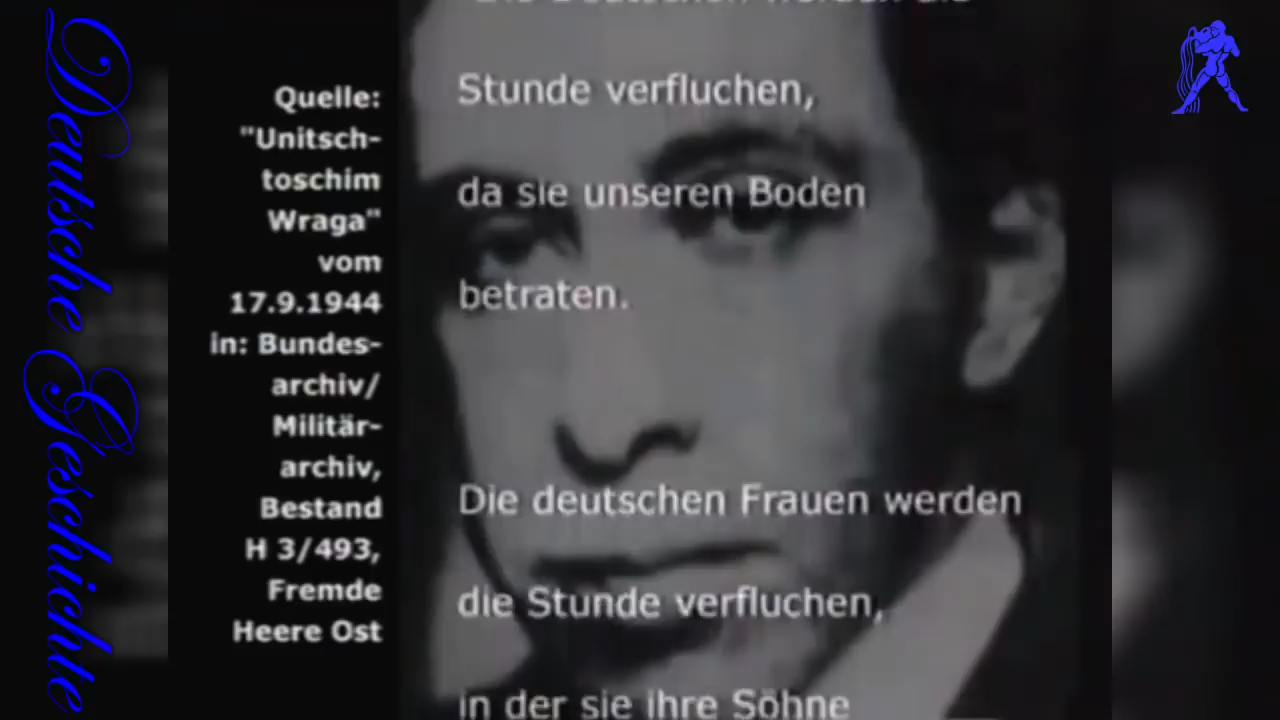 Deutsche Geschichte
Quelle:
"Unitsch-
toschim
Wraga"
vom
17.9.1944
in: Bundes-
archiv/
Militär-
archiv,
Bestand
H 3/493,
Fremde
Heere Ost
Stunde verfluchen,
da sie unseren Boden
betraten.
Die deutschen Frauen werden
die Stunde verfluchen,
in der sie ihre Söhne